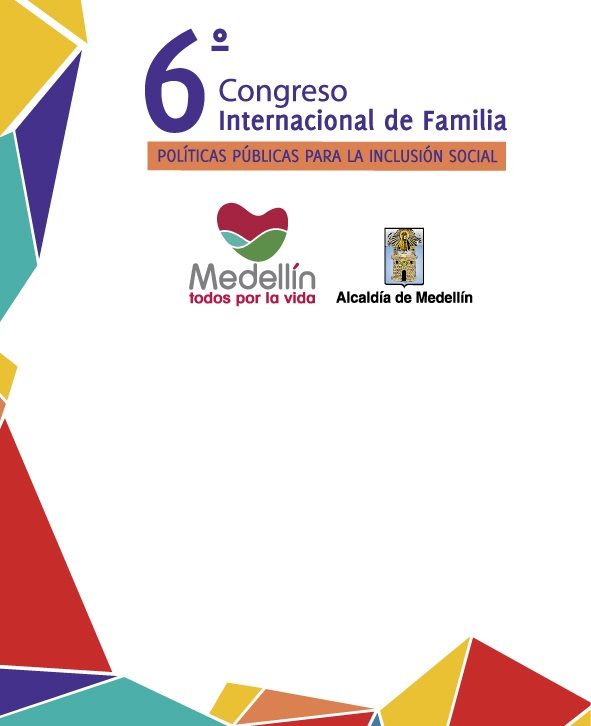 6º
Congreso
Internacional de Familia
POLÍTICAS PÚBLICAS PARA LA INCLUSIÓN SOCIAL
Medellín
todos por la vida
Alcaldía de Medellín